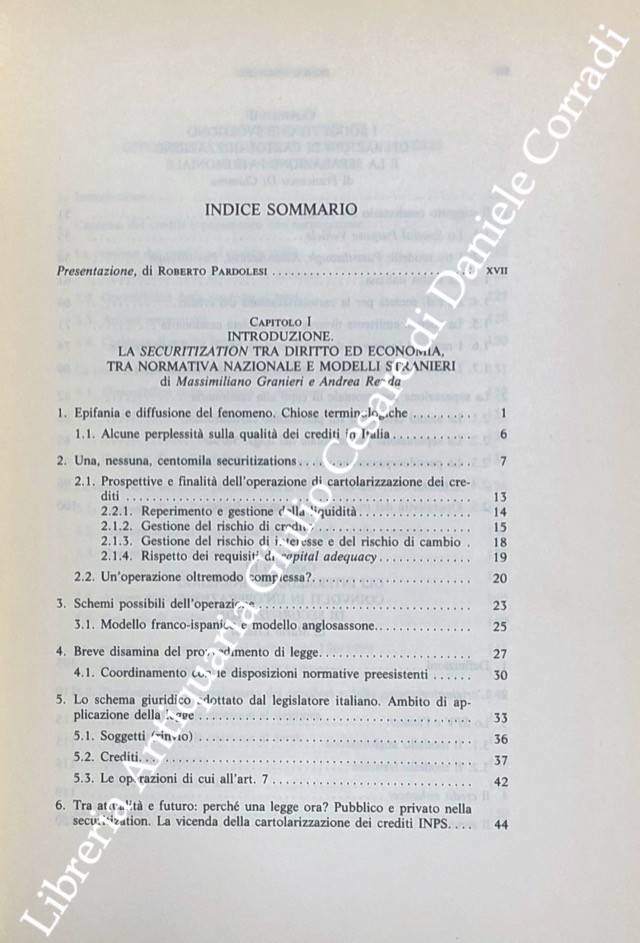 INDICE SOMMARIO
Presentazione, di ROBERTO PARDOLESI ........................... XVII
CAPITOLO I
INTRODUZIONE.
LA SECURITIZATION TRA DIRITTO ED ECONOMIA,
TRA NORMATIVA NAZIONALE E MODELLI STRANIERI
di Massimiliano Granieri e Andrea Renda
1. Epifania e diffusione del fenomeno. Chiose terminologiche ......... 1
1.1. Alcune perplessità sulla qualità dei crediti in Italia ........... 6
2. Una, nessuna, centomila securitizations ........................ 7
2.1. Prospettive e finalità dell'operazione di cartolarizzazione dei cre-
diti ........................................ 13
2.2.1. Reperimento e gestione della liquidità ............... 14
2.1.2. Gestione del rischio di credito ..................... 15
2.1.3. Gestione del rischio di interesse e del rischio di cambio . 18
2.1.4. Rispetto dei requisiti di capital adequacy ............. 19
2.2. Un'operazione oltremodo complessa? ..................... 20
3. Schemi possibili dell'operazione .............................. 23
3.1. Modello franco-ispanico e modello anglosassone ............. 25
4. Breve disamina del provvedimento di legge ..................... 27
4.1. Coordinamento con le disposizioni normative preesistenti ...... 30
5. Lo schema giuridico adottato dal legislatore italiano. Ambito di ap-
plicazione della legge ..................................... 33
5.1. Soggetti (rinvio) ..................................... 36
5.2. Crediti ............................................. 37
5.3. Le operazioni di cui all'art. 7 ........................... 42
6. Tra attualità e futuro: perché una legge ora? Pubblico e privato nella
securitization. La vicenda della cartolarizzazione dei crediti INPS .... 44
Libreria Antiquaria Giulio Cesare di Daniele Corradi